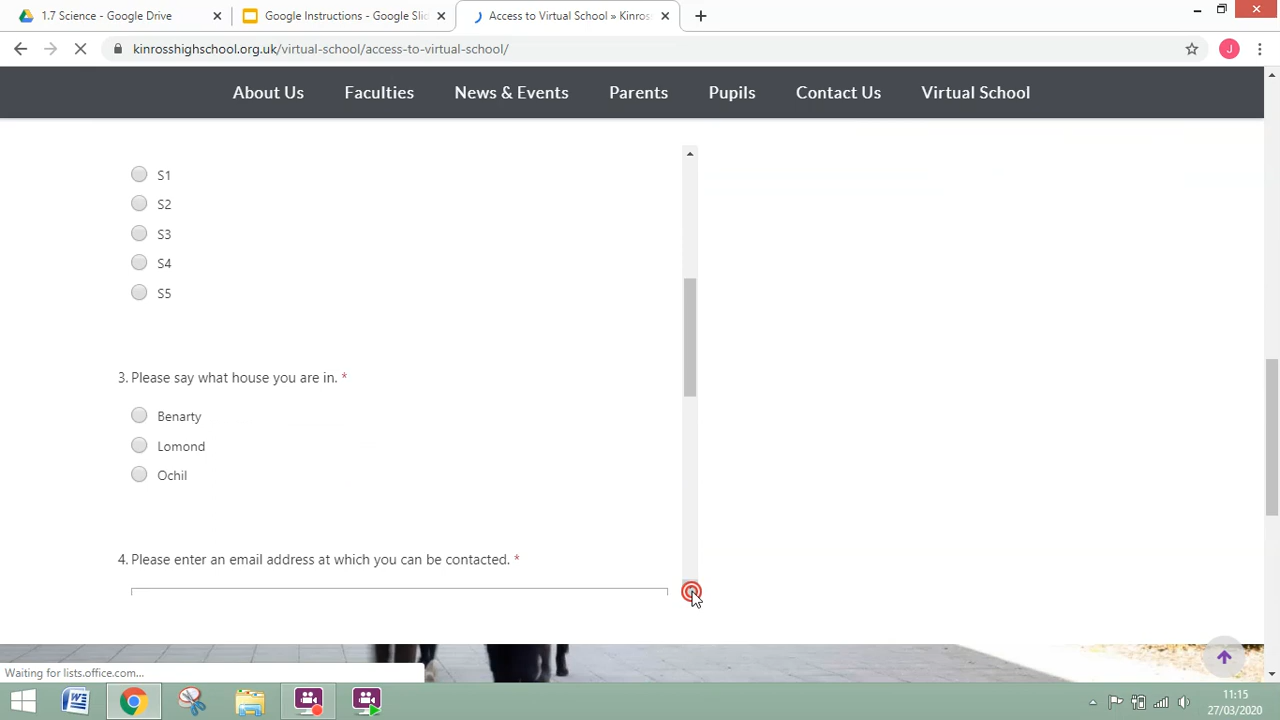 1.7 Science - Google Drive
Google Instructions - Google Slid
Access to Virtual School » Kinros
kinrosshighschool.org.uk/virtual-school/access-to-virtual-school/
J
About Us
Faculties
News & Events
Parents
Pupils
Contact Us
Virtual School
S1
S2
S3
S4
S5
3. Please say what house you are in. *
Benarty
Lomond
Ochil
4. Please enter an email address at which you can be contacted. *
Waiting for lists.office.com...
11:15
27/03/2020